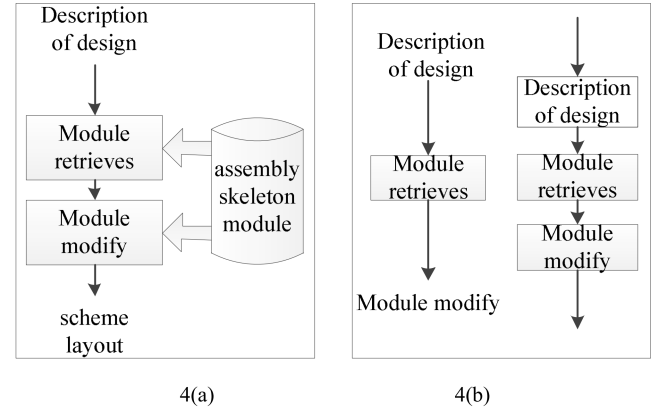 Description
of design
Module
retrieves
Module
modify
scheme
layout
assembly
skeleton
module
Description
of design
Module
retrieves
Module modify
Description
of design
Module
retrieves
Module
modify
4(a)
4(b)